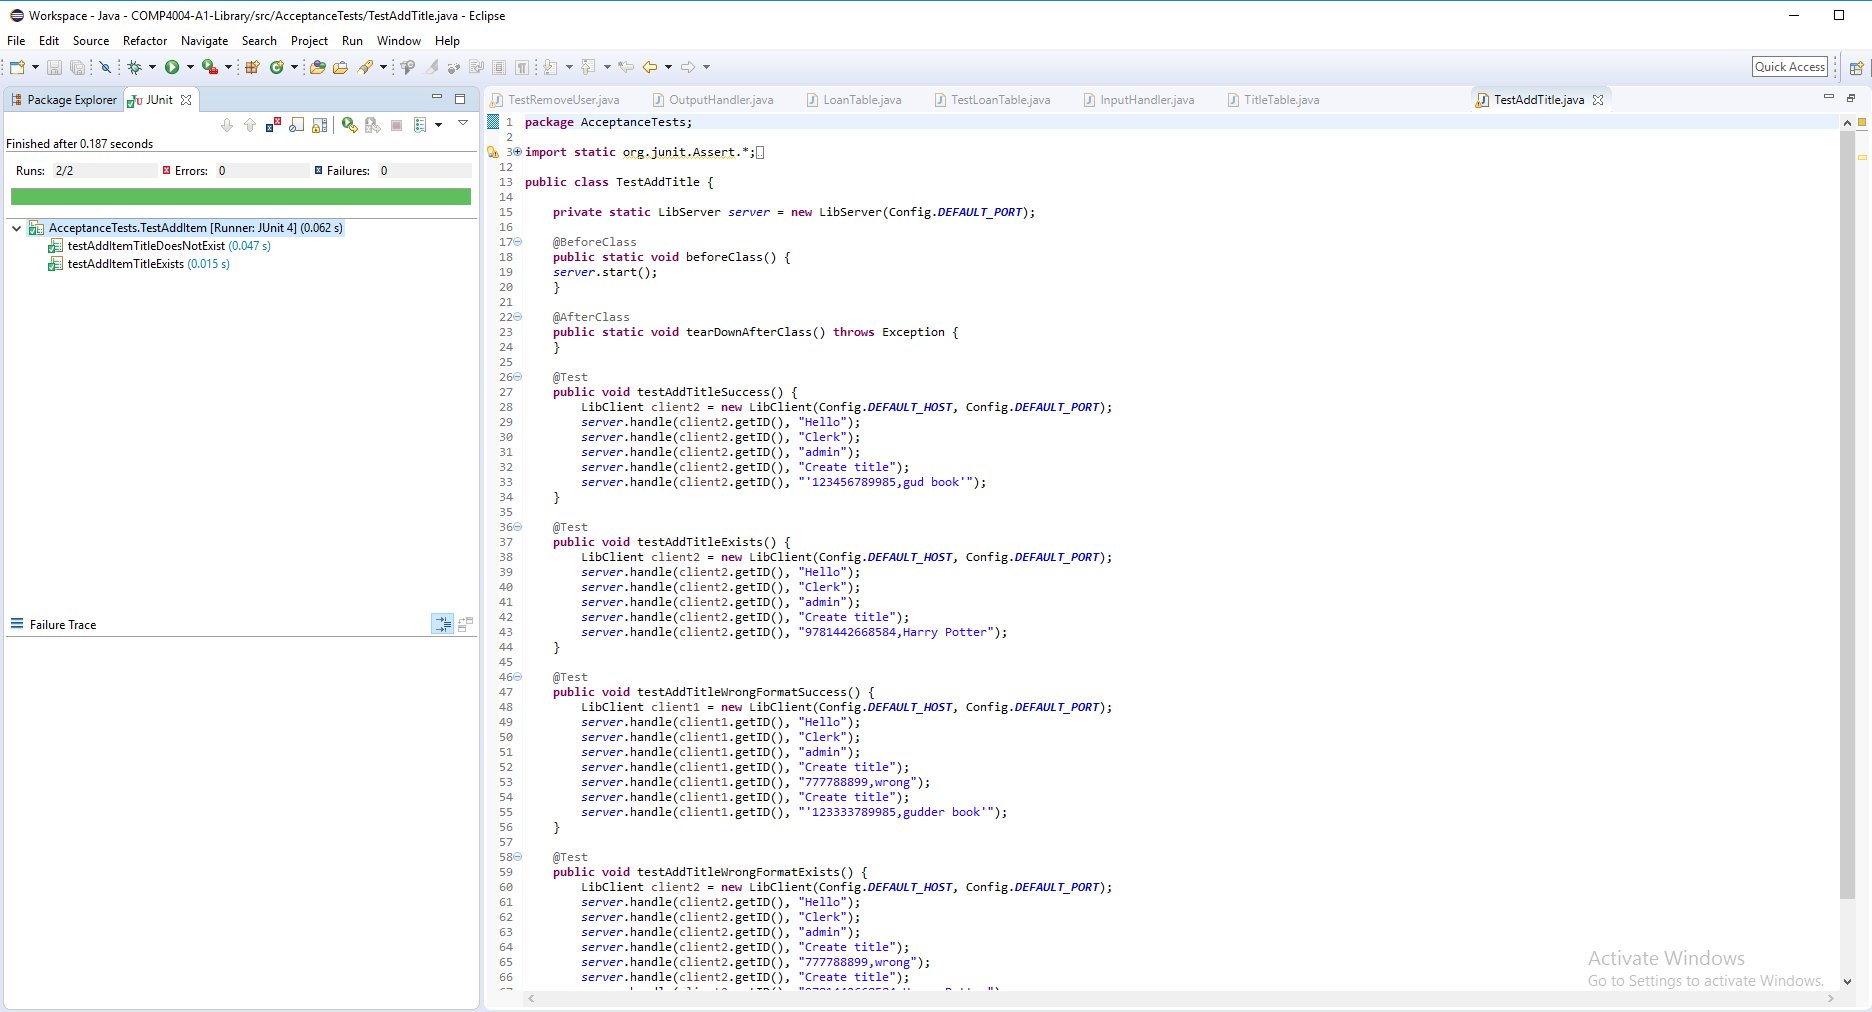 Workspace - Java - COMP4004-A1-Library/src/AcceptanceTests/TestAddTitle.java - Eclipse
File Edit Source Refactor Navigate Search Project Run Window Help
Quick Access
Package Explorer JUnit
Finished after 0.187 seconds
Runs: 2/2 Errors: 0 Failures: 0
AcceptanceTests.TestAddItem [Runner: JUnit 4] (0.062 s)
testAddItemTitleDoesNotExist (0.047 s)
testAddItemTitleExists (0.015 s)
Failure Trace
TestRemoveUser.java OutputHandler.java LoanTable.java TestLoanTable.java InputHandler.java TitleTable.java TestAddTitle.java
1 package AcceptanceTests;
2
3 import static org.junit.Assert.*;
12
13 public class TestAddTitle {
14
15 private static LibServer server = new LibServer(Config.DEFAULT_PORT);
16
17 @BeforeClass
18 public static void beforeClass() {
19 server.start();
20 }
21
22 @AfterClass
23 public static void tearDownAfterClass() throws Exception {
24 }
25
26 @Test
27 public void testAddTitleSuccess() {
28 LibClient client2 = new LibClient(Config.DEFAULT_HOST, Config.DEFAULT_PORT);
29 server.handle(client2.getID(), "Hello");
30 server.handle(client2.getID(), "Clerk");
31 server.handle(client2.getID(), "admin");
32 server.handle(client2.getID(), "Create title");
33 server.handle(client2.getID(), "'123456789985,gud book'");
34 }
35
36 @Test
37 public void testAddTitleExists() {
38 LibClient client2 = new LibClient(Config.DEFAULT_HOST, Config.DEFAULT_PORT);
39 server.handle(client2.getID(), "Hello");
40 server.handle(client2.getID(), "Clerk");
41 server.handle(client2.getID(), "admin");
42 server.handle(client2.getID(), "Create title");
43 server.handle(client2.getID(), "9781442668584,Harry Potter");
44 }
45
46 @Test
47 public void testAddTitleWrongFormatSuccess() {
48 LibClient client1 = new LibClient(Config.DEFAULT_HOST, Config.DEFAULT_PORT);
49 server.handle(client1.getID(), "Hello");
50 server.handle(client1.getID(), "Clerk");
51 server.handle(client1.getID(), "admin");
52 server.handle(client1.getID(), "Create title");
53 server.handle(client1.getID(), "777788899,wrong");
54 server.handle(client1.getID(), "Create title");
55 server.handle(client1.getID(), "'123333789985,gudder book'");
56 }
57
58 @Test
59 public void testAddTitleWrongFormatExists() {
60 LibClient client2 = new LibClient(Config.DEFAULT_HOST, Config.DEFAULT_PORT);
61 server.handle(client2.getID(), "Hello");
62 server.handle(client2.getID(), "Clerk");
63 server.handle(client2.getID(), "admin");
64 server.handle(client2.getID(), "Create title");
65 server.handle(client2.getID(), "777788899,wrong");
66 server.handle(client2.getID(), "Create title");
Activate Windows
Go to Settings to activate Windows.